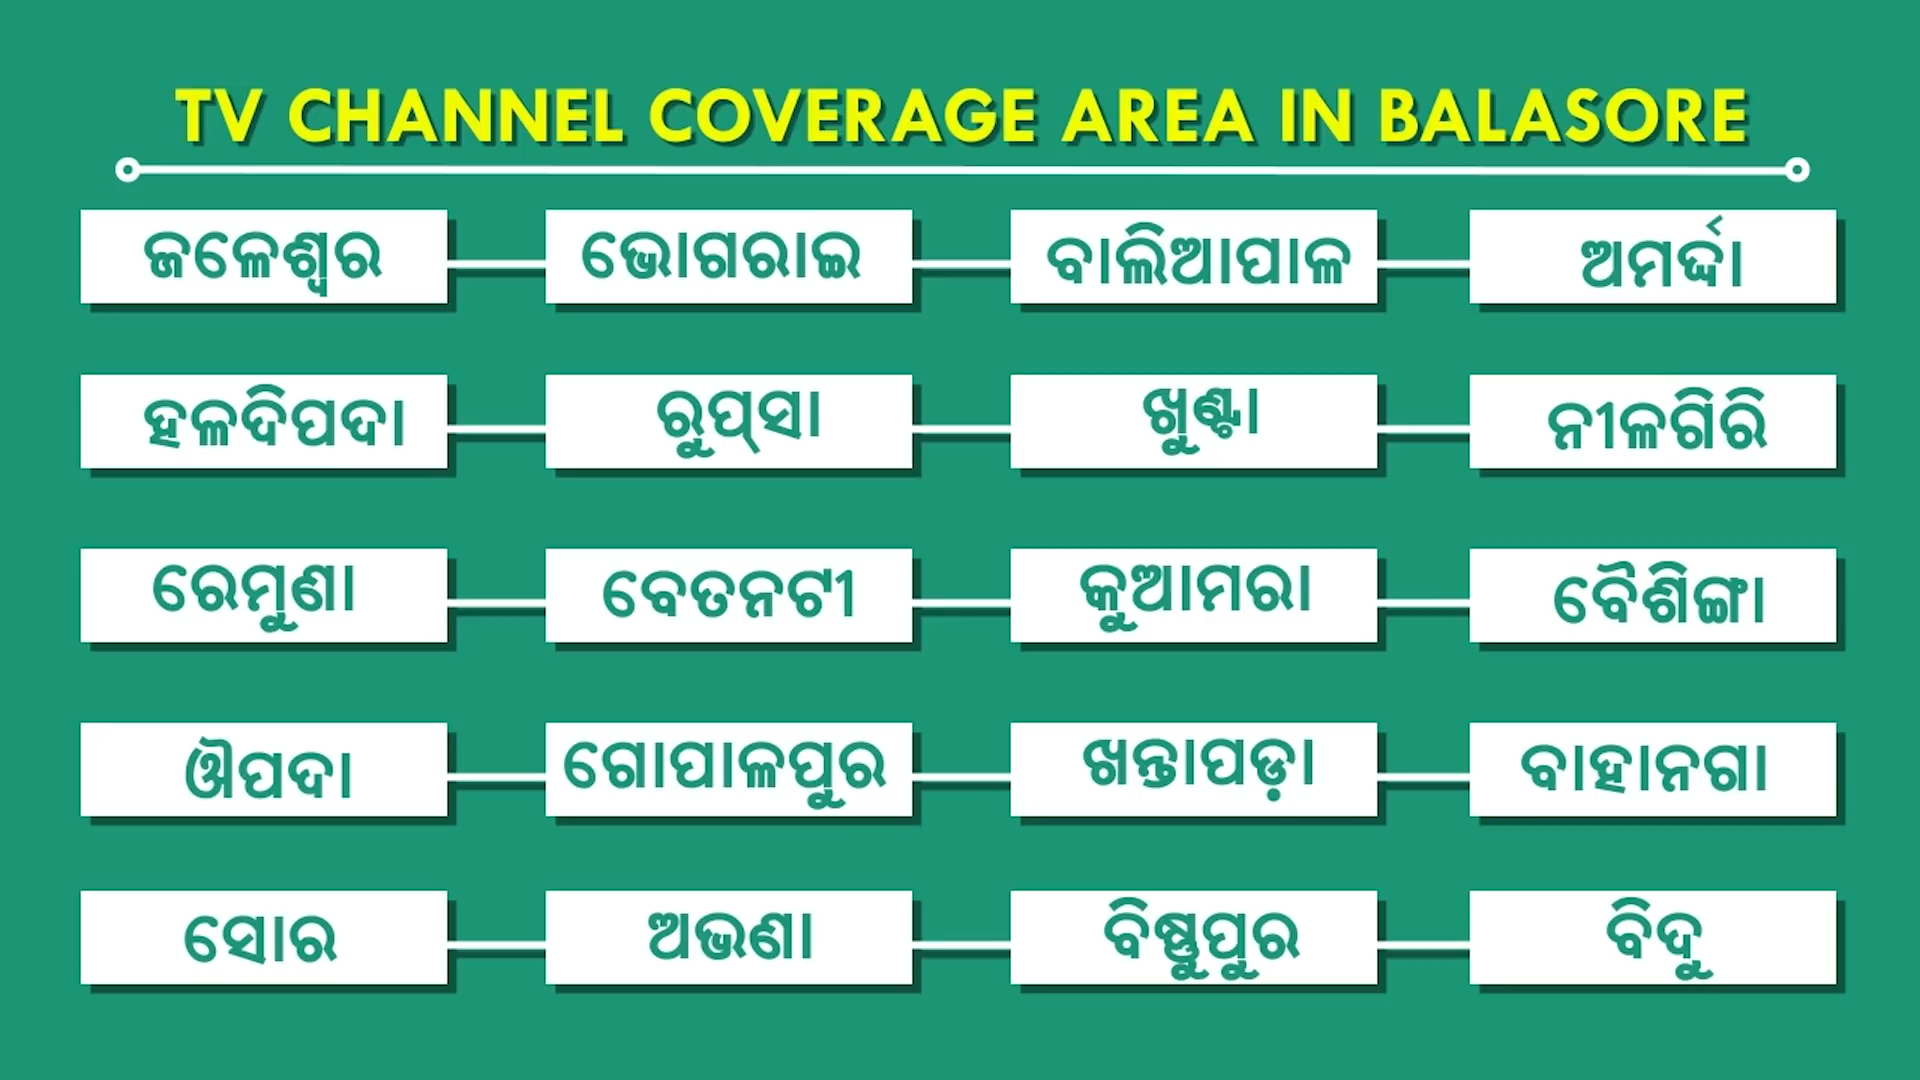 TV CHANNEL COVERAGE AREA IN BALASORE
ଜଳେଶ୍ୱର ଭୋଗରାଇ ବାଲିଆପାଳ ଅମର୍ଦ୍ଦା
ହଳଦିପଦା ରୁପ୍‌ସା ଖୁଣ୍ଟା ନୀଳଗିରି
ରେମୁଣା ବେତନଟୀ କୁଆମରା ବୈଶିଙ୍ଗା
ଔପଦା ଗୋପାଳପୁର ଖନ୍ତାପଡ଼ା ବାହାନଗା
ସୋର ଅଭଣା ବିଷ୍ଣୁପୁର ବିଦୁ